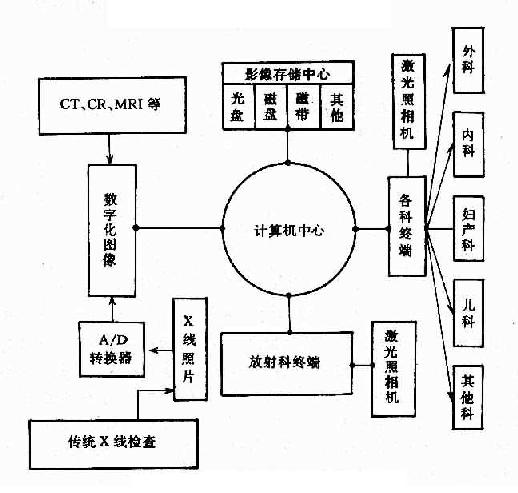 影像存储中心
光盘
磁盘
磁带
其他
激光照相机
外科
CT、CR、MRI 等
内科
数字化图像
计算机中心
各科终端
妇产科
儿科
X线照片
A/D
转换器
放射科终端
激光照相机
其他科
传统 X 线检查